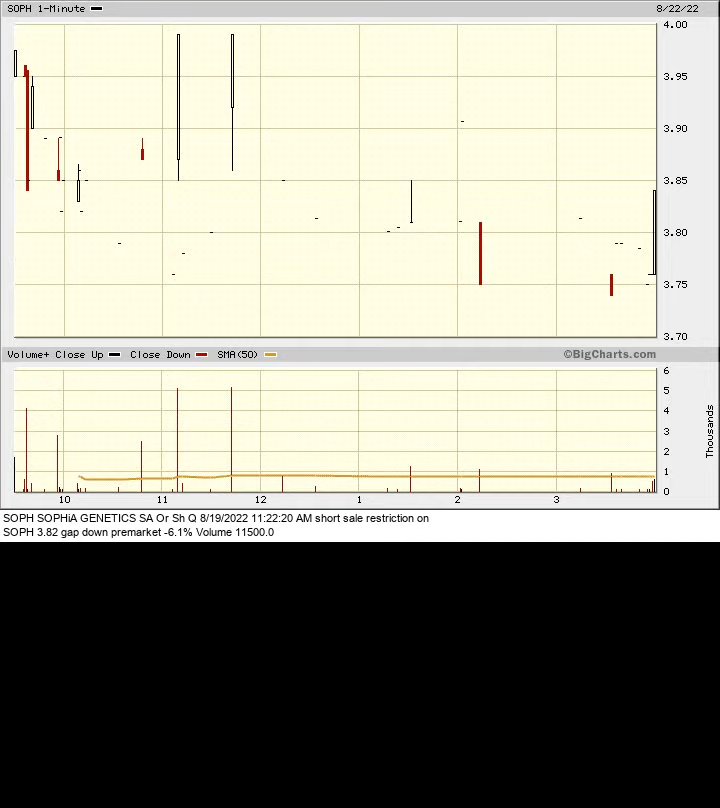 SOPH 1-Minute 8/22/22
4.00
3.95
3.90
3.85
3.80
3.75
3.70
Volume+ Close Up Close Down SMA(50) ©BigCharts.com
6
5
4
3
2
1
0
Thousands
10 11 12 1 2 3
SOPH SOPHiA GENETICS SA Or Sh Q 8/19/2022 11:22:20 AM short sale restriction on
SOPH 3.82 gap down premarket -6.1% Volume 11500.0